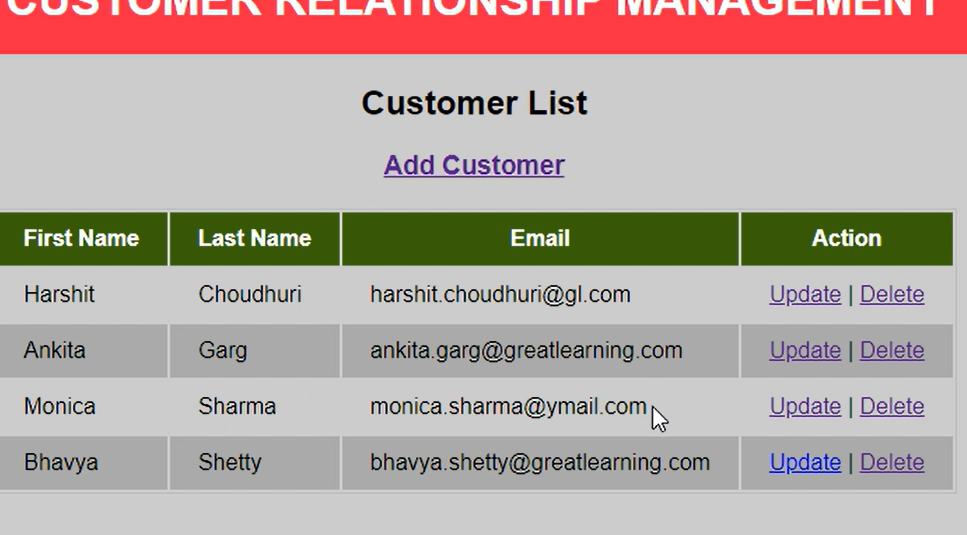 CUSTOMER RELATIONSHIP MANAGEMENT
Customer List
Add Customer
First Name Last Name Email Action
Harshit Choudhuri harshit.choudhuri@gl.com Update | Delete
Ankita Garg ankita.garg@greatlearning.com Update | Delete
Monica Sharma monica.sharma@ymail.com Update | Delete
Bhavya Shetty bhavya.shetty@greatlearning.com Update | Delete